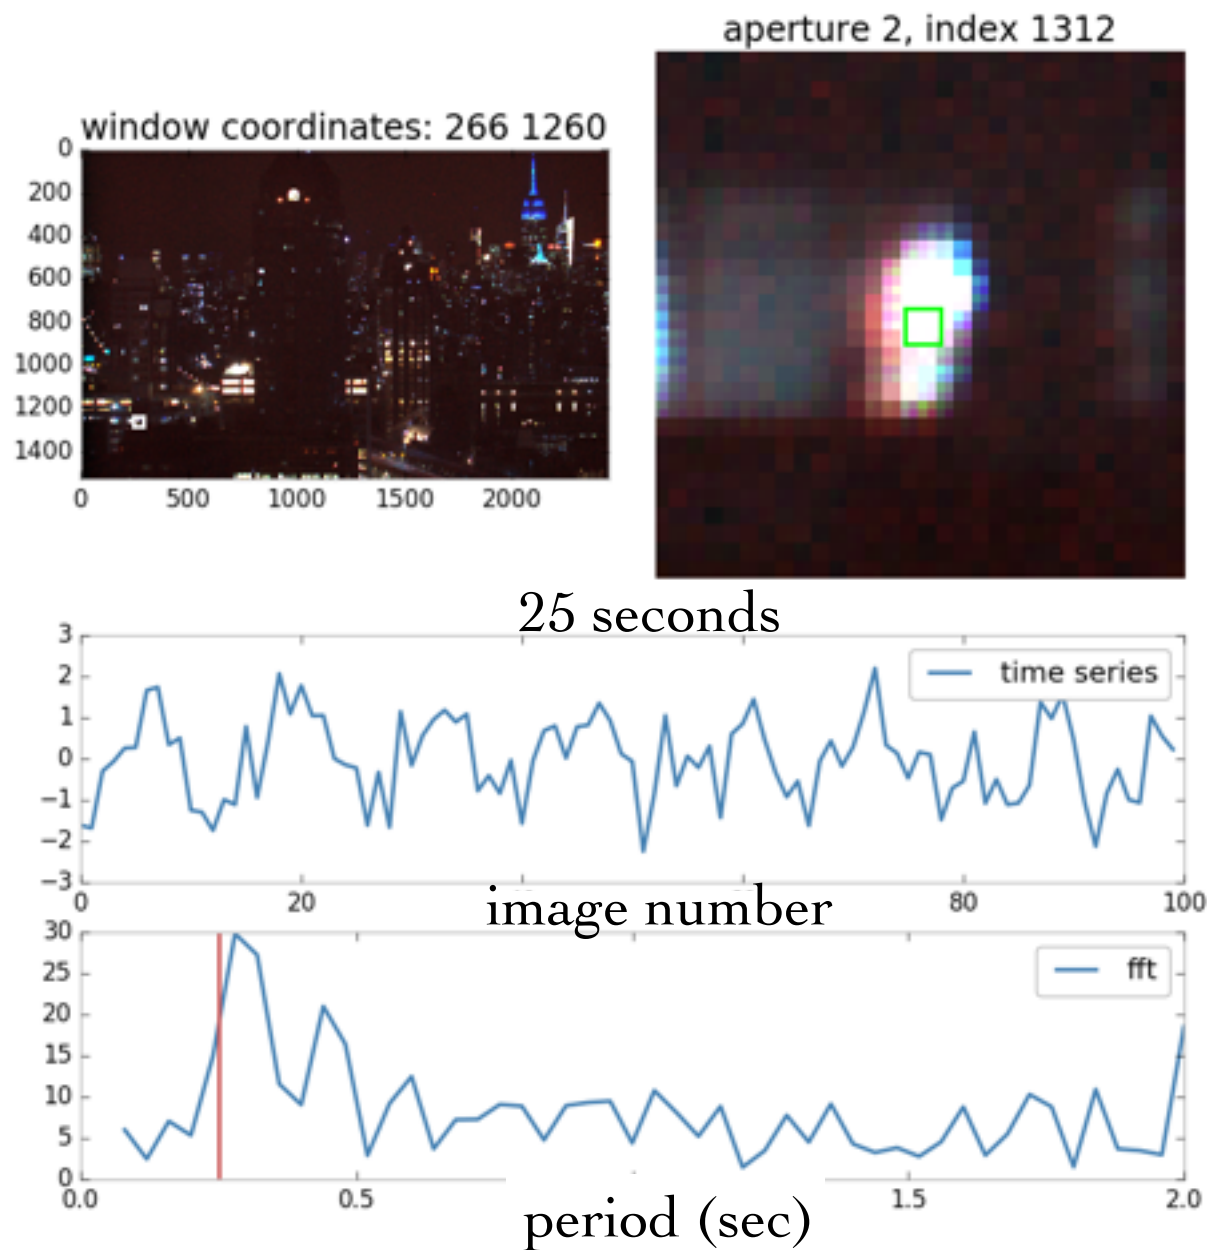 aperture 2, index 1312
window coordinates: 266 1260
0
200
400
600
800
1000
1200
1400
0 500 1000 1500 2000
25 seconds
3
2
1
0
−1
−2
−3
time series
0 20 80 100
image number
30
25
20
15
10
5
0
fft
0.0 0.5 1.5 2.0
period (sec)